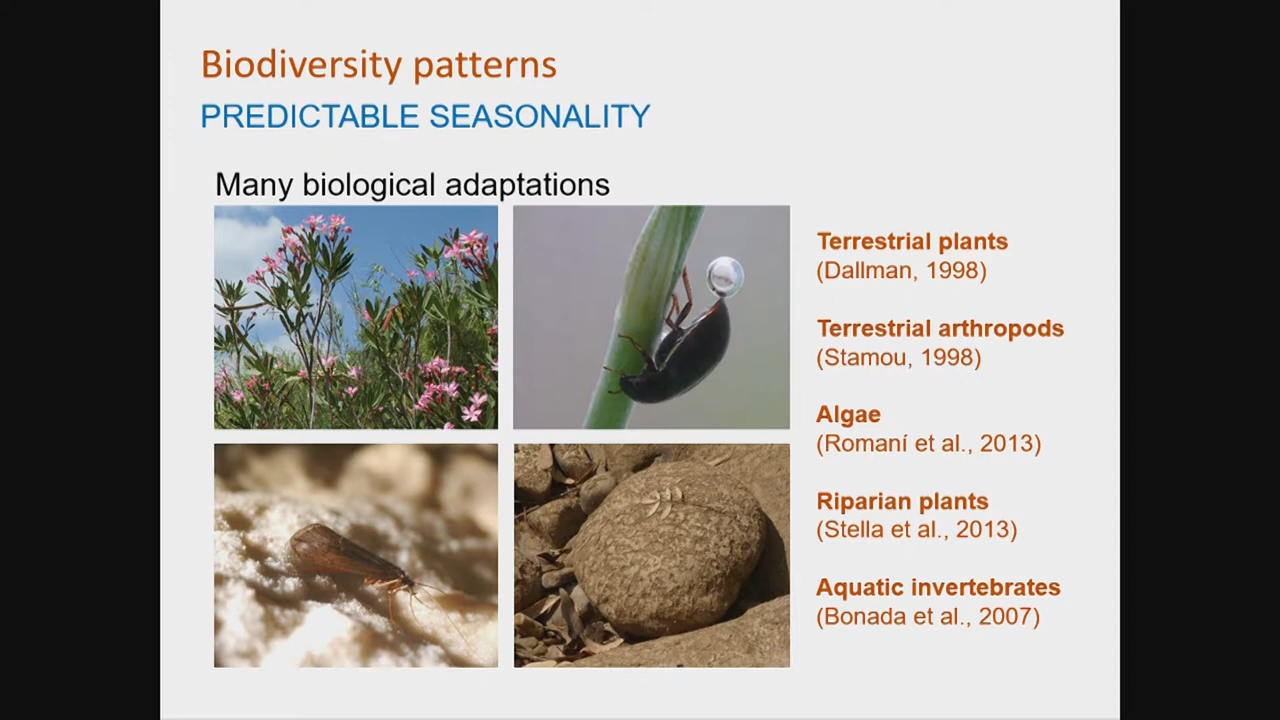 Biodiversity patterns
PREDICTABLE SEASONALITY
Many biological adaptations
Terrestrial plants
(Dallman, 1998)
Terrestrial arthropods
(Stamou, 1998)
Algae
(Romaní et al., 2013)
Riparian plants
(Stella et al., 2013)
Aquatic invertebrates
(Bonada et al., 2007)